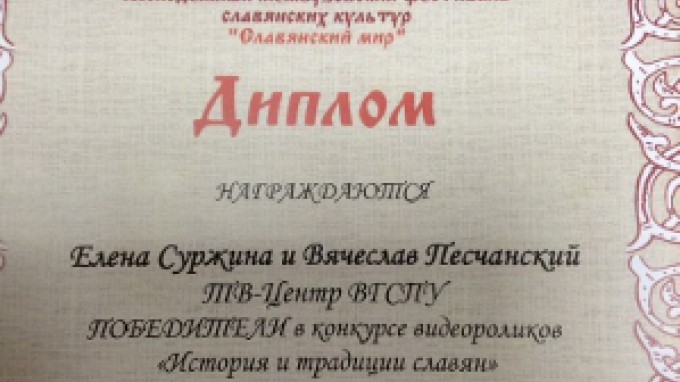 славянских культур
"Славянский мир"
Диплом
НАГРАЖДАЮТСЯ
Елена Суржина и Вячеслав Песчанский
ТВ-Центр ВГСПУ
ПОБЕДИТЕЛИ в конкурсе видеороликов
«История и традиции славян»